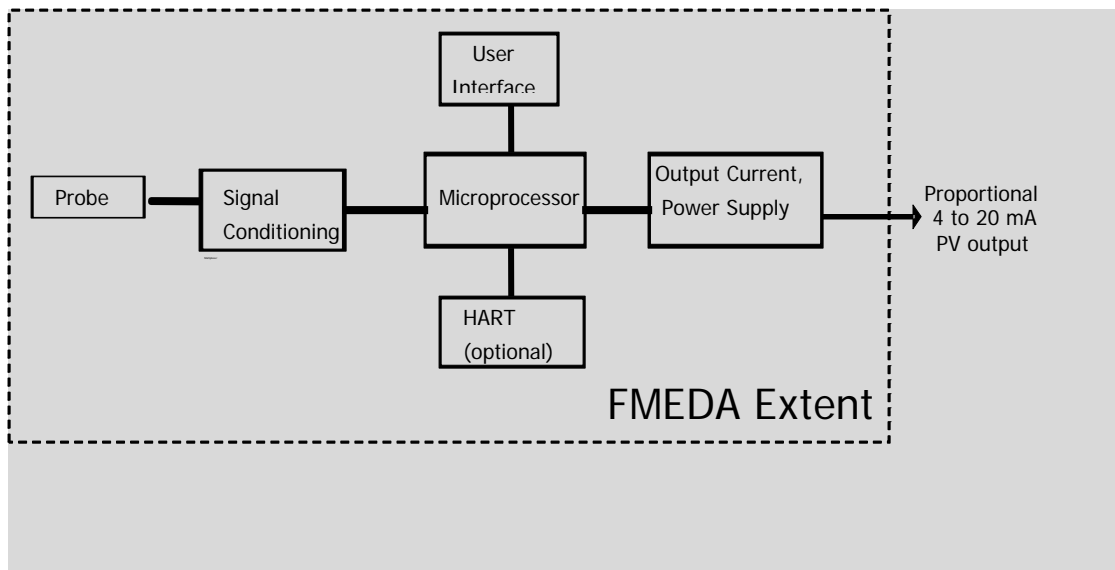 User
Interface
Probe
Signal
Conditioning
Microprocessor
Output Current,
Power Supply
Proportional
4 to 20 mA
PV output
HART
(optional)
FMEDA Extent